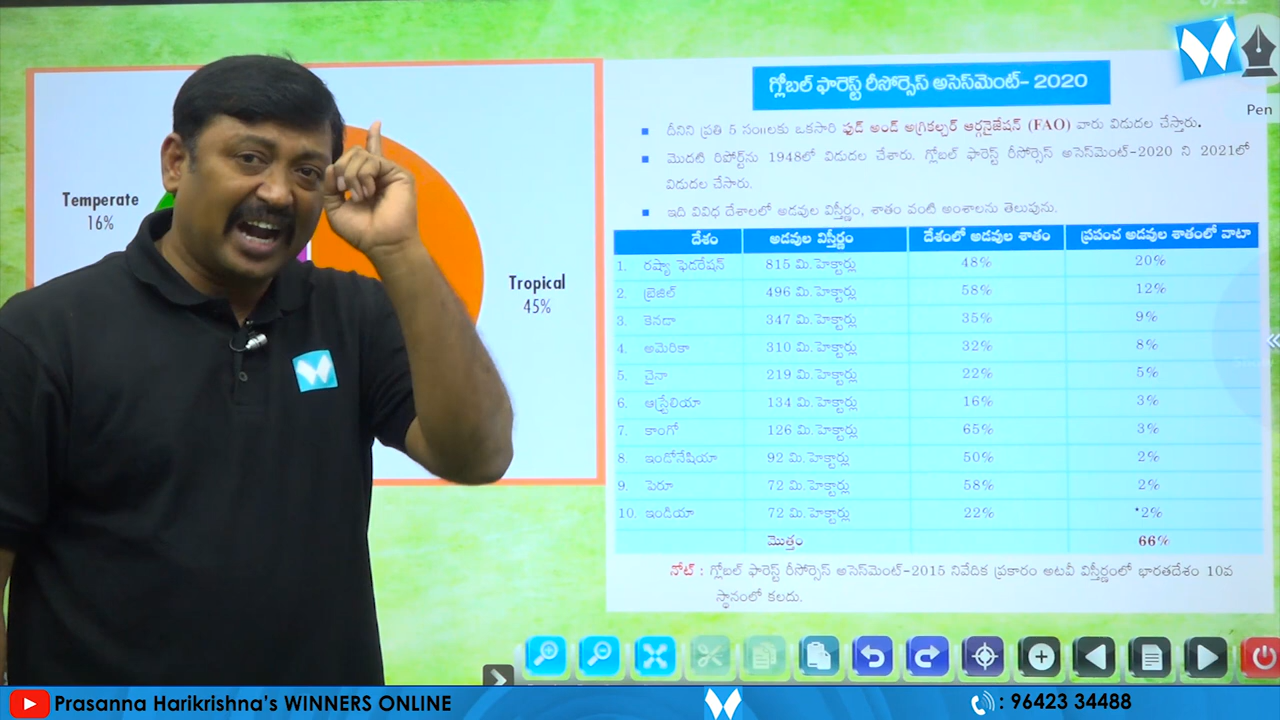 Temperate
16%
Tropical
45%
Pen
గ్లోబల్ ఫారెస్ట్ రీసోర్సెస్ అసెస్‌మెంట్- 2020
■ దీనిని ప్రతి 5 సం॥లకు ఒకసారి ఫుడ్ అండ్ అగ్రికల్చర్ ఆర్గనైజేషన్ (FAO) వారు విడుదల చేస్తారు.
■ మొదటి రిపోర్ట్‌ను 1948లో విడుదల చేశారు. గ్లోబల్ ఫారెస్ట్ రీసోర్సెస్ అసెస్‌మెంట్-2020 ని 2021లో
విడుదల చేసారు.
■ ఇది వివిధ దేశాలలో అడవుల విస్తీర్ణం, శాతం వంటి అంశాలను తెలుపును.
దేశం అడవుల విస్తీర్ణం దేశంలో అడవుల శాతం ప్రపంచ అడవుల శాతంలో వాటా
1. రష్యా ఫెడరేషన్ 815 మి.హెక్టార్లు 48% 20%
2. బ్రెజిల్ 496 మి.హెక్టార్లు 58% 12%
3. కెనడా 347 మి.హెక్టార్లు 35% 9%
4. అమెరికా 310 మి.హెక్టార్లు 32% 8%
5. చైనా 219 మి.హెక్టార్లు 22% 5%
6. ఆస్ట్రేలియా 134 మి.హెక్టార్లు 16% 3%
7. కాంగో 126 మి.హెక్టార్లు 65% 3%
8. ఇండోనేషియా 92 మి.హెక్టార్లు 50% 2%
9. పెరూ 72 మి.హెక్టార్లు 58% 2%
10. ఇండియా 72 మి.హెక్టార్లు 22% *2%
మొత్తం 66%
నోట్ : గ్లోబల్ ఫారెస్ట్ రీసోర్సెస్ అసెస్‌మెంట్-2015 నివేదిక ప్రకారం అటవీ విస్తీర్ణంలో భారతదేశం 10వ
స్థానంలో కలదు.
Prasanna Harikrishna's WINNERS ONLINE
: 96423 34488